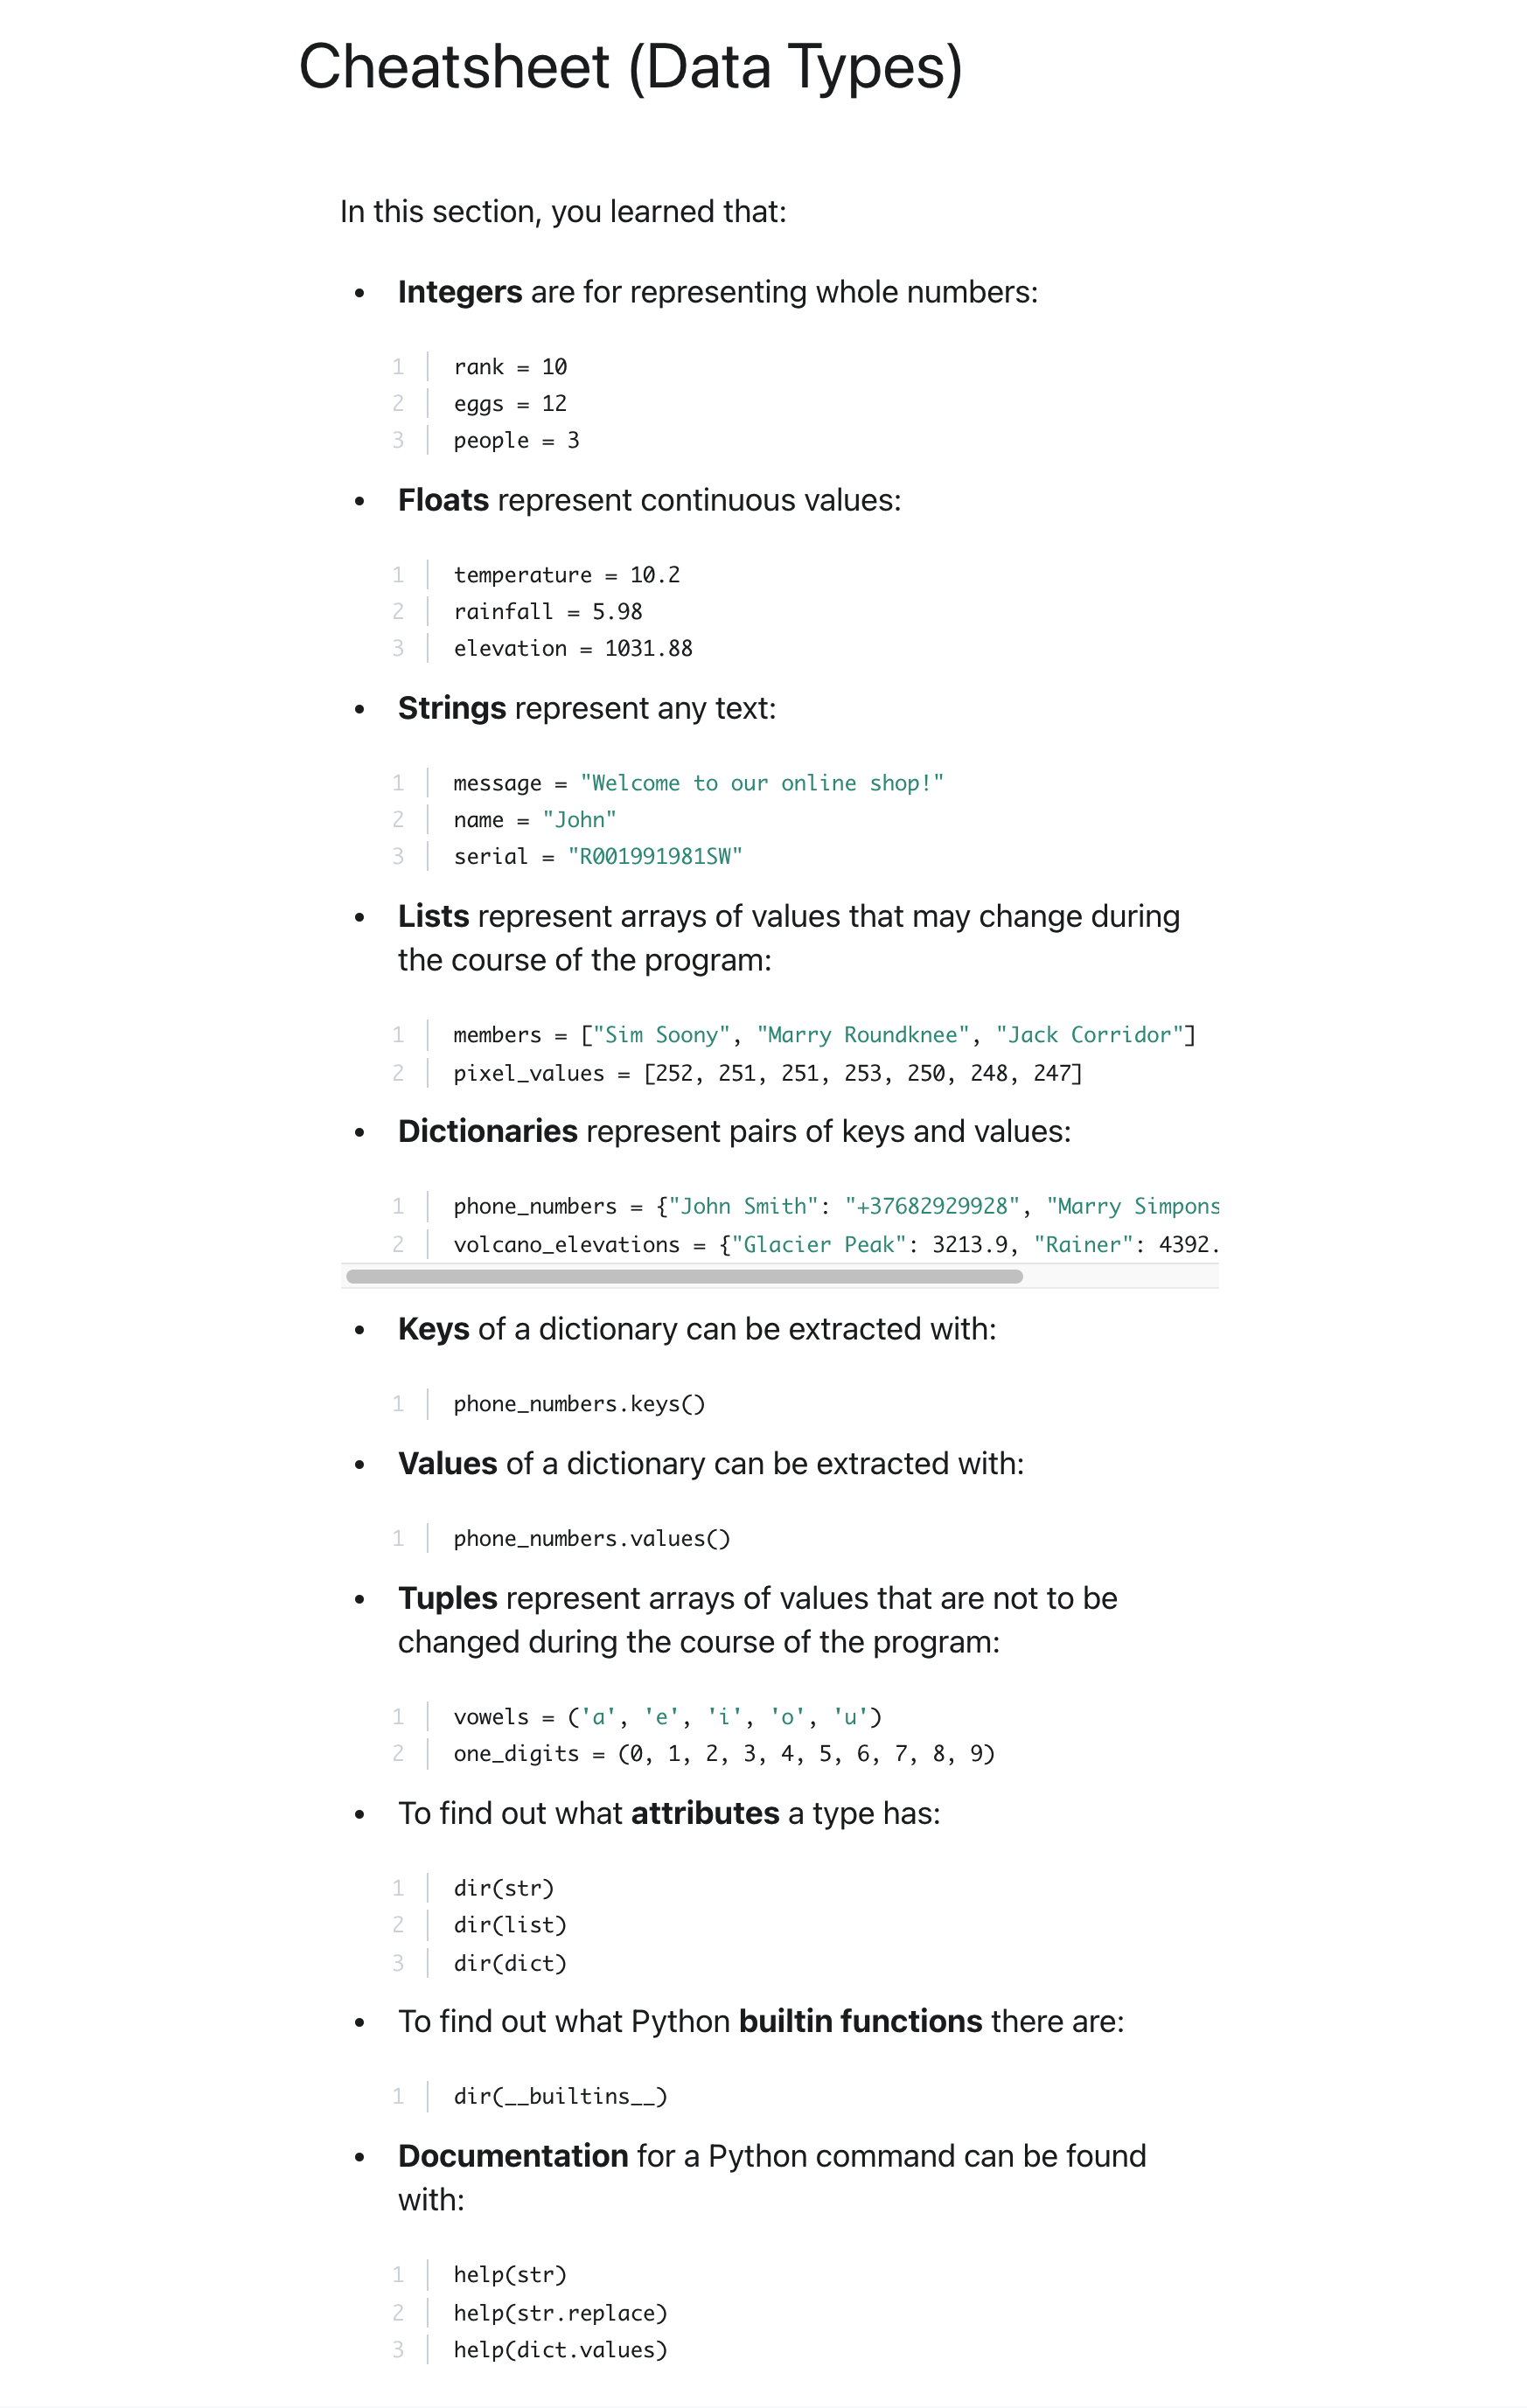 Cheatsheet (Data Types)
In this section, you learned that:
• Integers are for representing whole numbers:
1 rank = 10
2 eggs = 12
3 people = 3
• Floats represent continuous values:
1 temperature = 10.2
2 rainfall = 5.98
3 elevation = 1031.88
• Strings represent any text:
1 message = "Welcome to our online shop!"
2 name = "John"
3 serial = "R001991981SW"
• Lists represent arrays of values that may change during
the course of the program:
1 members = ["Sim Soony", "Marry Roundknee", "Jack Corridor"]
2 pixel_values = [252, 251, 251, 253, 250, 248, 247]
• Dictionaries represent pairs of keys and values:
1 phone_numbers = {"John Smith": "+37682929928", "Marry Simpons
2 volcano_elevations = {"Glacier Peak": 3213.9, "Rainer": 4392.
• Keys of a dictionary can be extracted with:
1 phone_numbers.keys()
• Values of a dictionary can be extracted with:
1 phone_numbers.values()
• Tuples represent arrays of values that are not to be
changed during the course of the program:
1 vowels = ('a', 'e', 'i', 'o', 'u')
2 one_digits = (0, 1, 2, 3, 4, 5, 6, 7, 8, 9)
• To find out what attributes a type has:
1 dir(str)
2 dir(list)
3 dir(dict)
• To find out what Python builtin functions there are:
1 dir(__builtins__)
• Documentation for a Python command can be found
with:
1 help(str)
2 help(str.replace)
3 help(dict.values)